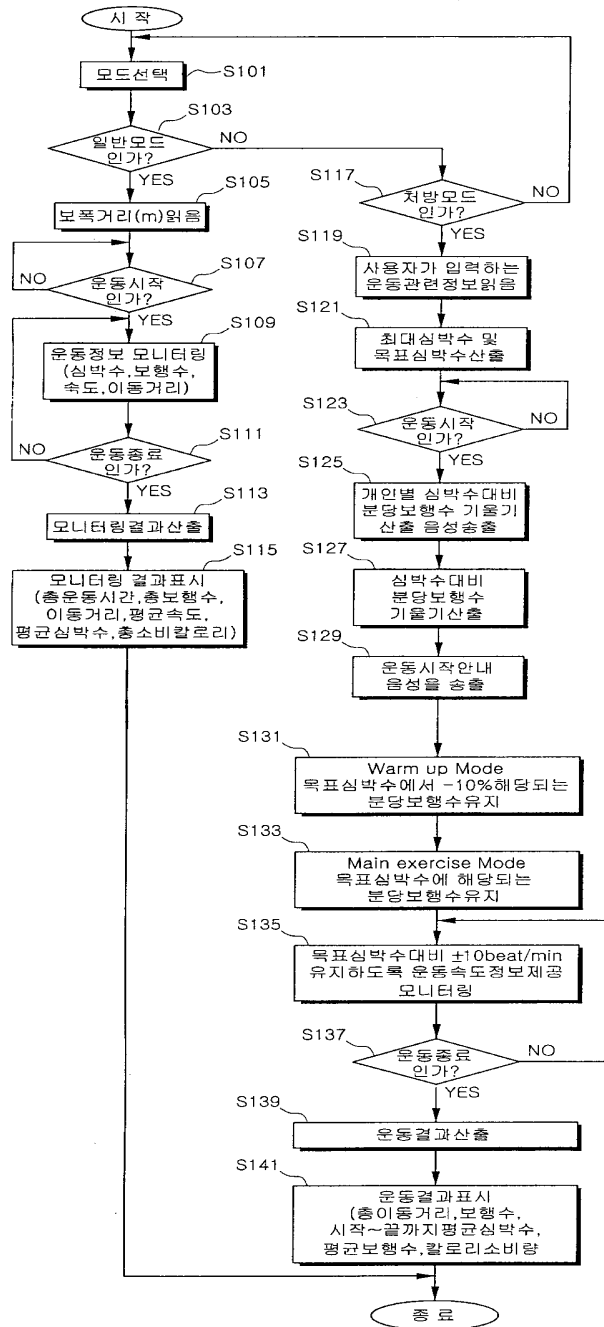 시 작
모드선택
S101
S103
일반모드
인가?
NO
YES
S105
보폭거리(m)읽음
S107
NO
운동시작
인가?
YES
S109
운동정보 모니터링
(심박수,보행수,
속도,이동거리)
S111
NO
운동종료
인가?
YES
S113
모니터링결과산출
S115
모니터링 결과표시
(총운동시간,총보행수,
이동거리,평균속도,
평균심박수,총소비칼로리)
S117
처방모드
인가?
NO
YES
S119
사용자가 입력하는
운동관련정보읽음
S121
최대심박수 및
목표심박수산출
S123
운동시작
인가?
NO
YES
S125
개인별 심박수대비
분당보행수 기울기
산출 음성송출
S127
심박수대비
분당보행수
기울기산출
S129
운동시작안내
음성을 송출
S131
Warm up Mode
목표심박수에서 -10%해당되는
분당보행수유지
S133
Main exercise Mode
목표심박수에 해당되는
분당보행수유지
S135
목표심박수대비 ±10beat/min
유지하도록 운동속도정보제공
모니터링
S137
운동종료
인가?
NO
YES
S139
운동결과산출
S141
운동결과표시
(총이동거리,보행수,
시작~끝까지평균심박수,
평균보행수,칼로리소비량
종 료